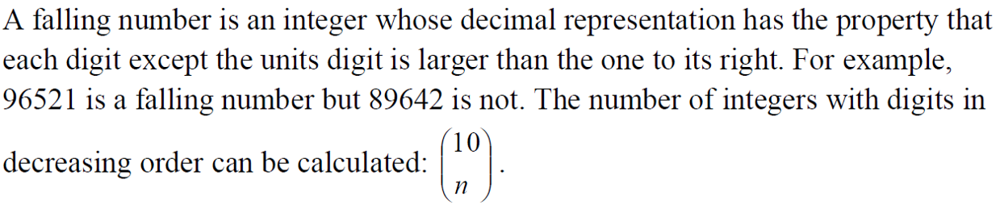 A falling number is an integer whose decimal representation has the property that
each digit except the units digit is larger than the one to its right. For example,
96521 is a falling number but 89642 is not. The number of integers with digits in
decreasing order can be calculated: $\binom{10}{n}$.